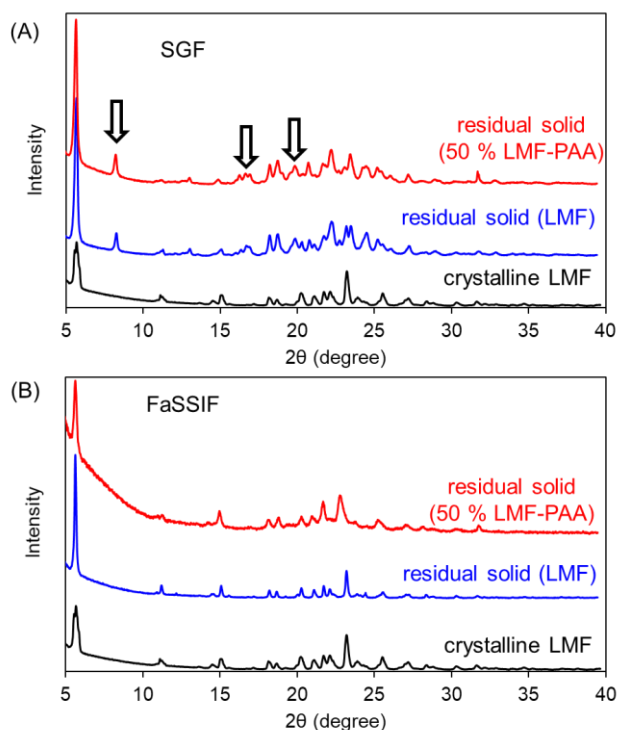 (A)
SGF
Intensity
residual solid
(50 % LMF-PAA)
residual solid (LMF)
crystalline LMF
5 10 15 20 25 30 35 40
2θ (degree)
(B)
FaSSIF
Intensity
residual solid
(50 % LMF-PAA)
residual solid (LMF)
crystalline LMF
5 10 15 20 25 30 35 40
2θ (degree)